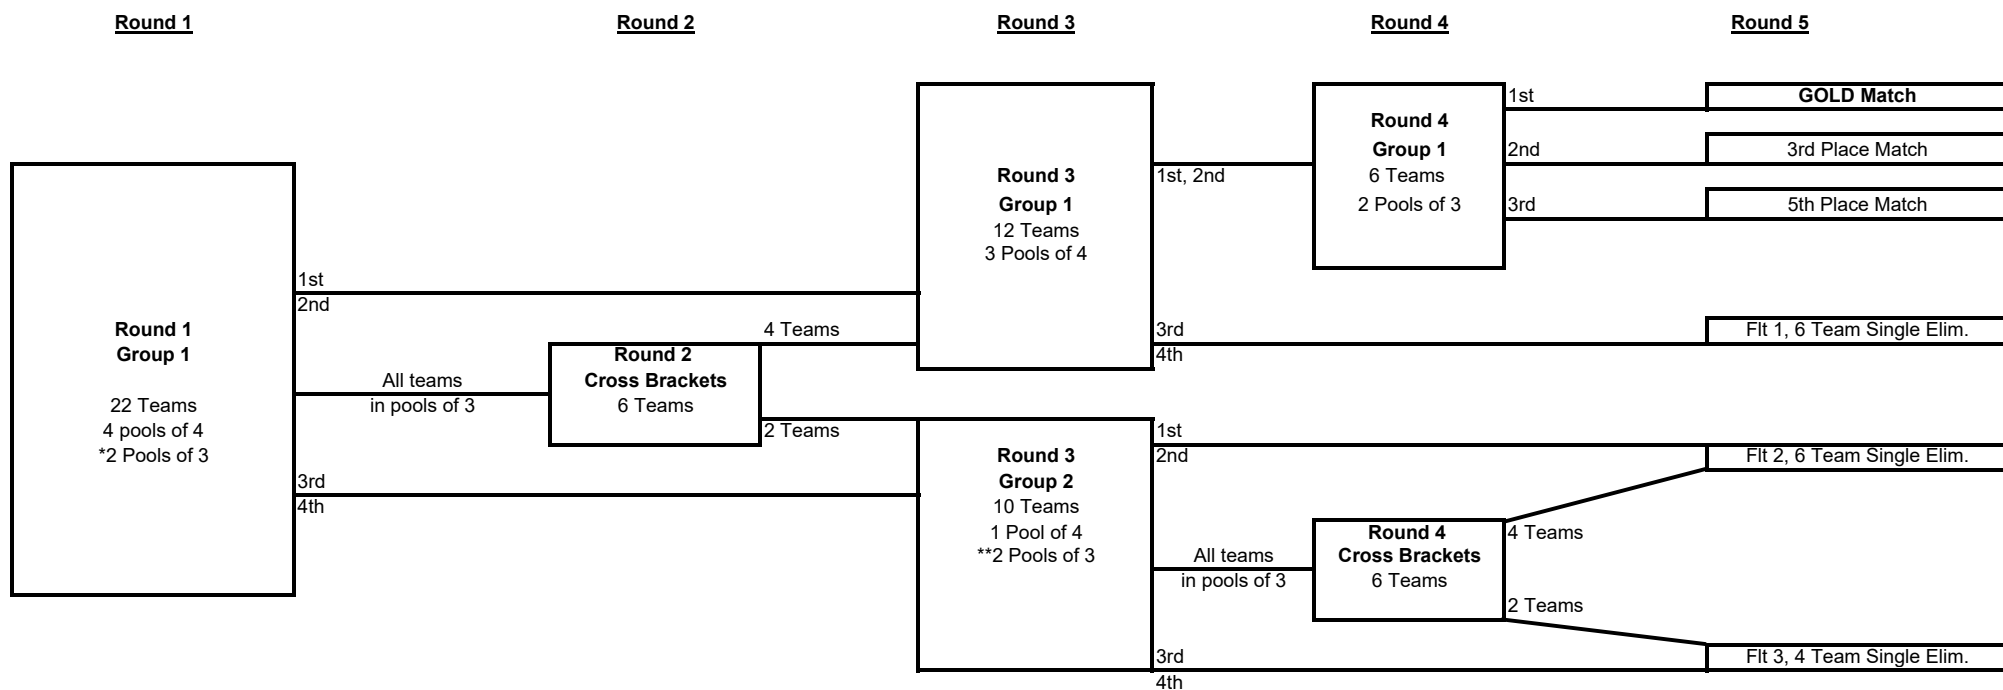 Round 1
Round 2
Round 3
Round 4
Round 5
Round 1
Group 1
22 Teams
4 pools of 4
*2 Pools of 3
1st
2nd
All teams
in pools of 3
3rd
4th
Round 2
Cross Brackets
6 Teams
4 Teams
2 Teams
Round 3
Group 1
12 Teams
3 Pools of 4
1st, 2nd
3rd
4th
Round 3
Group 2
10 Teams
1 Pool of 4
**2 Pools of 3
1st
2nd
All teams
in pools of 3
3rd
4th
Round 4
Group 1
6 Teams
2 Pools of 3
1st
2nd
3rd
Round 4
Cross Brackets
6 Teams
4 Teams
2 Teams
GOLD Match
3rd Place Match
5th Place Match
Flt 1, 6 Team Single Elim.
Flt 2, 6 Team Single Elim.
Flt 3, 4 Team Single Elim.